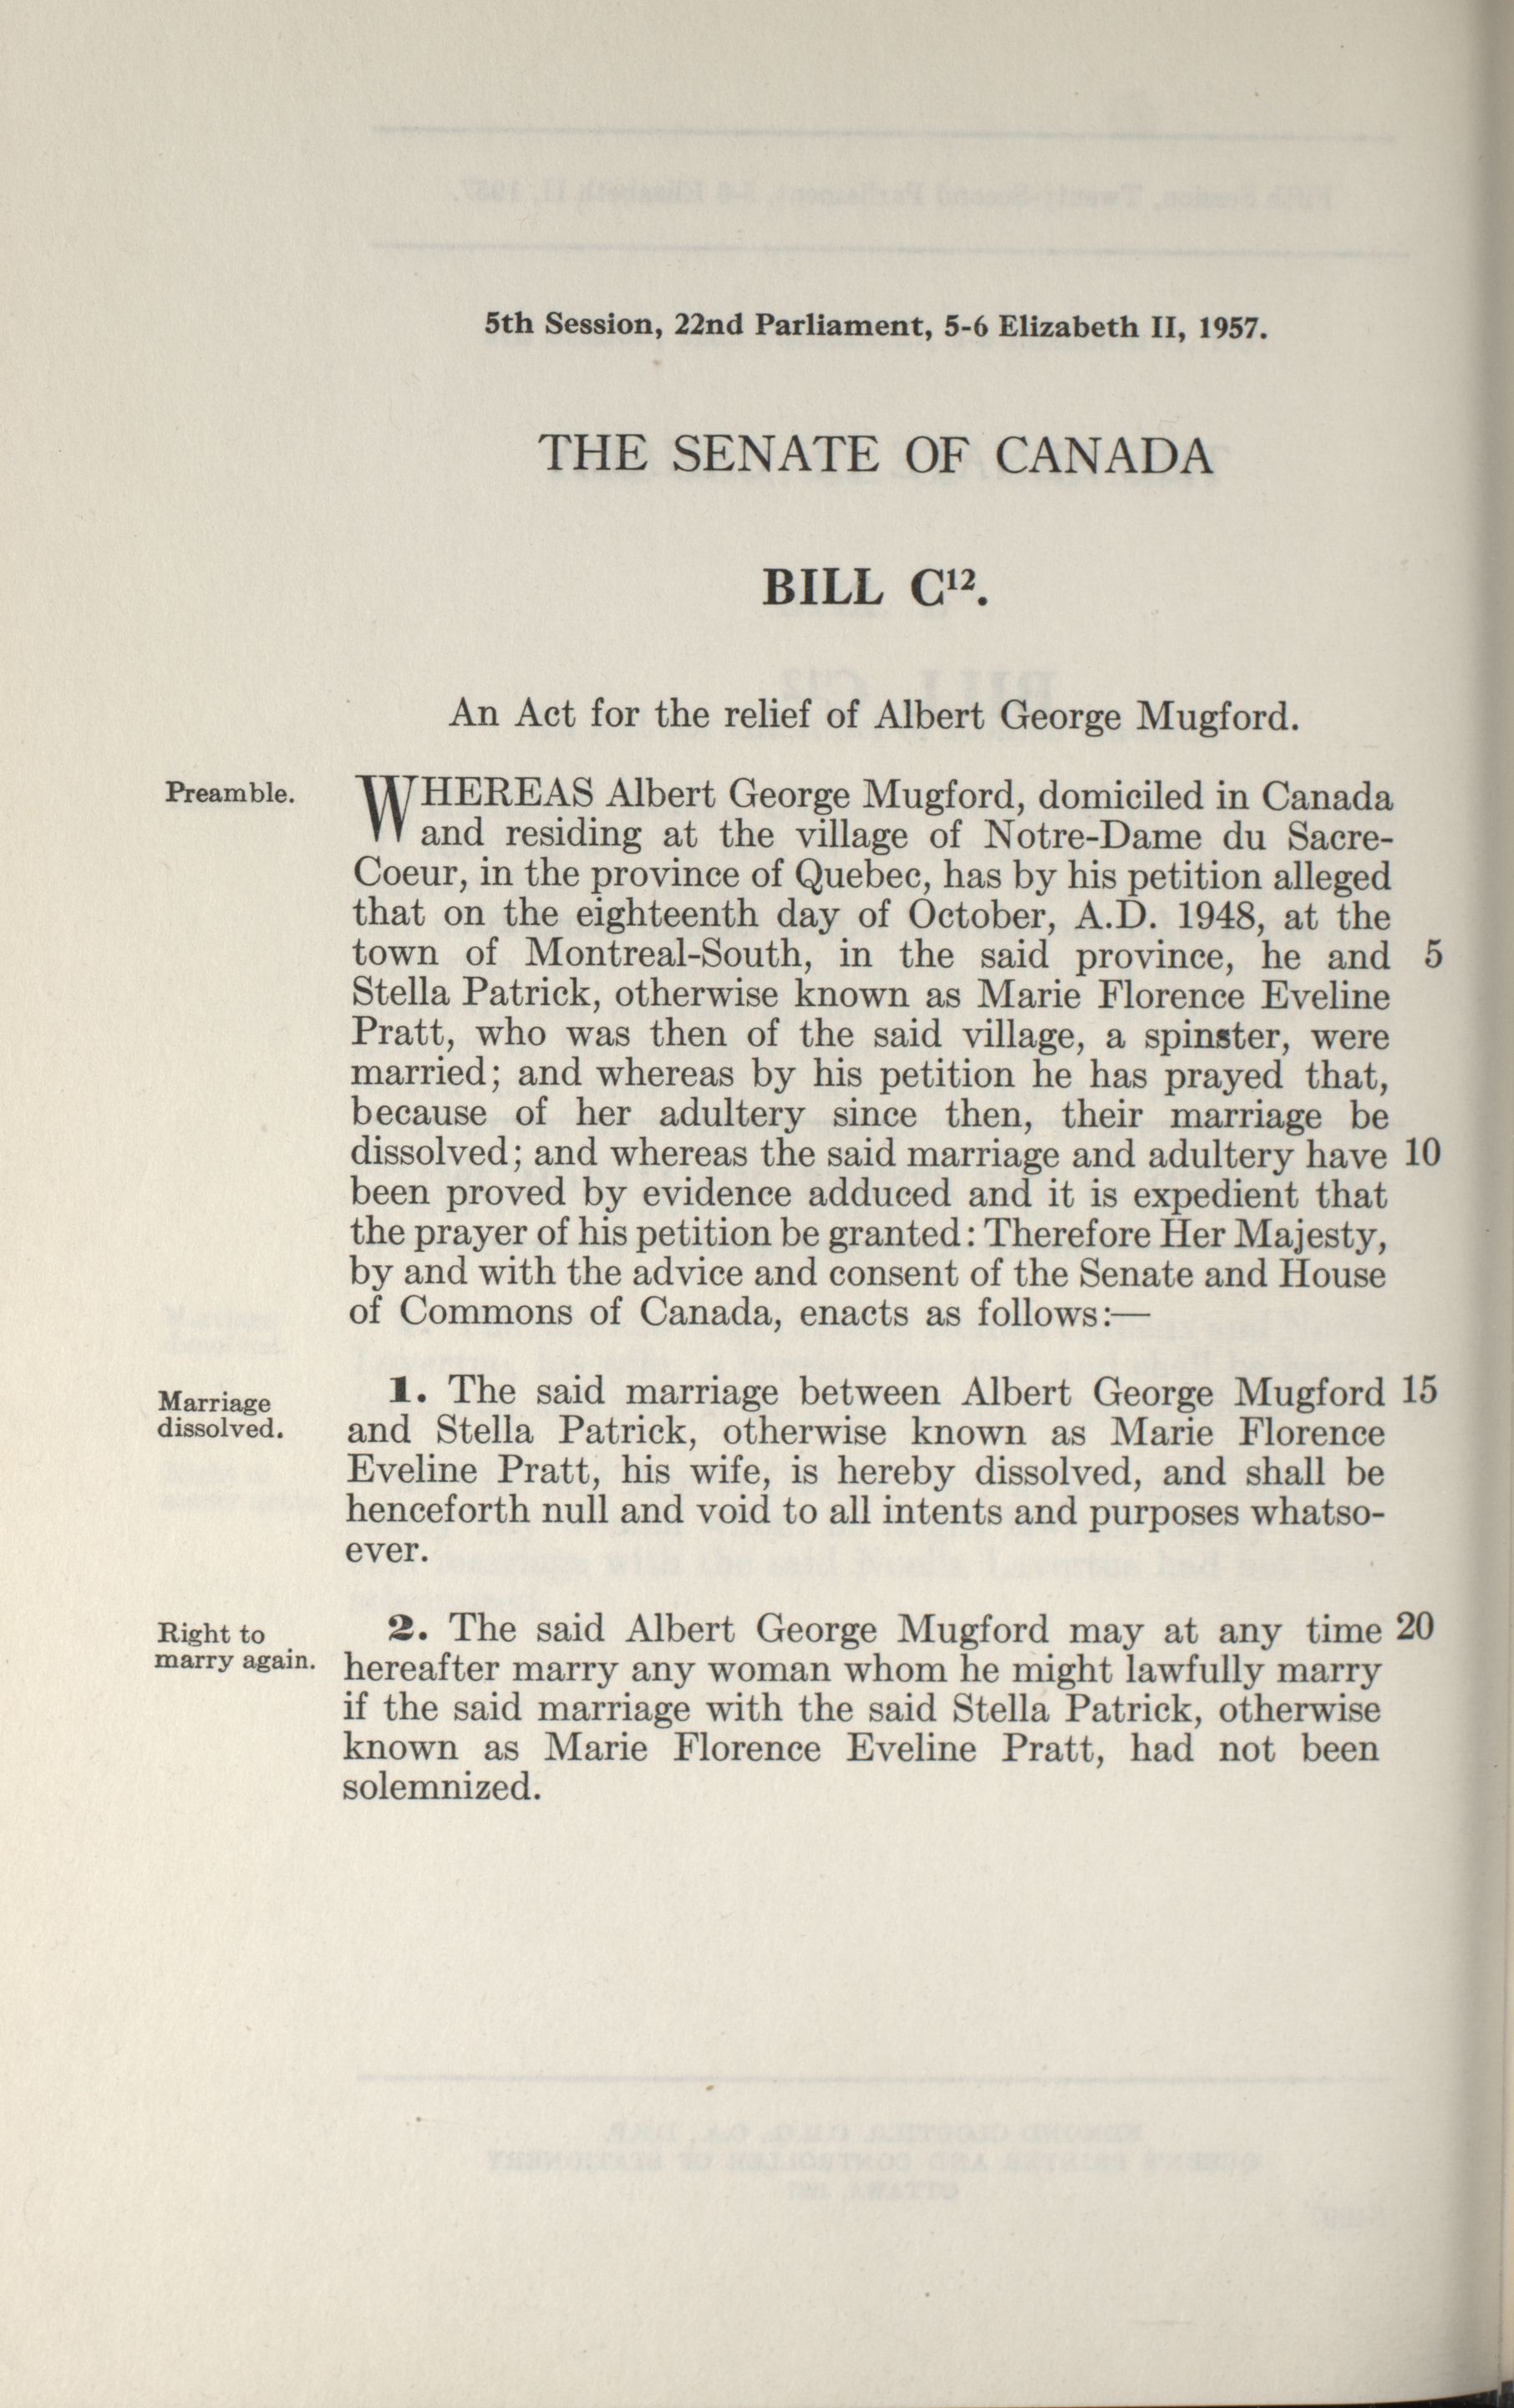 5th Session, 22nd Parliament, 5-6 Elizabeth II, 1957.
THE SENATE OF CANADA
BILL C¹².
An Act for the relief of Albert George Mugford.
Preamble.
WHEREAS Albert George Mugford, domiciled in Canada
and residing at the village of Notre-Dame du Sacre-
Coeur, in the province of Quebec, has by his petition alleged
that on the eighteenth day of October, A.D. 1948, at the
town of Montreal-South, in the said province, he and 5
Stella Patrick, otherwise known as Marie Florence Eveline
Pratt, who was then of the said village, a spinster, were
married; and whereas by his petition he has prayed that,
because of her adultery since then, their marriage be
dissolved; and whereas the said marriage and adultery have 10
been proved by evidence adduced and it is expedient that
the prayer of his petition be granted: Therefore Her Majesty,
by and with the advice and consent of the Senate and House
of Commons of Canada, enacts as follows:—
Marriage
dissolved.
1. The said marriage between Albert George Mugford 15
and Stella Patrick, otherwise known as Marie Florence
Eveline Pratt, his wife, is hereby dissolved, and shall be
henceforth null and void to all intents and purposes whatso-
ever.
Right to
marry again.
2. The said Albert George Mugford may at any time 20
hereafter marry any woman whom he might lawfully marry
if the said marriage with the said Stella Patrick, otherwise
known as Marie Florence Eveline Pratt, had not been
solemnized.